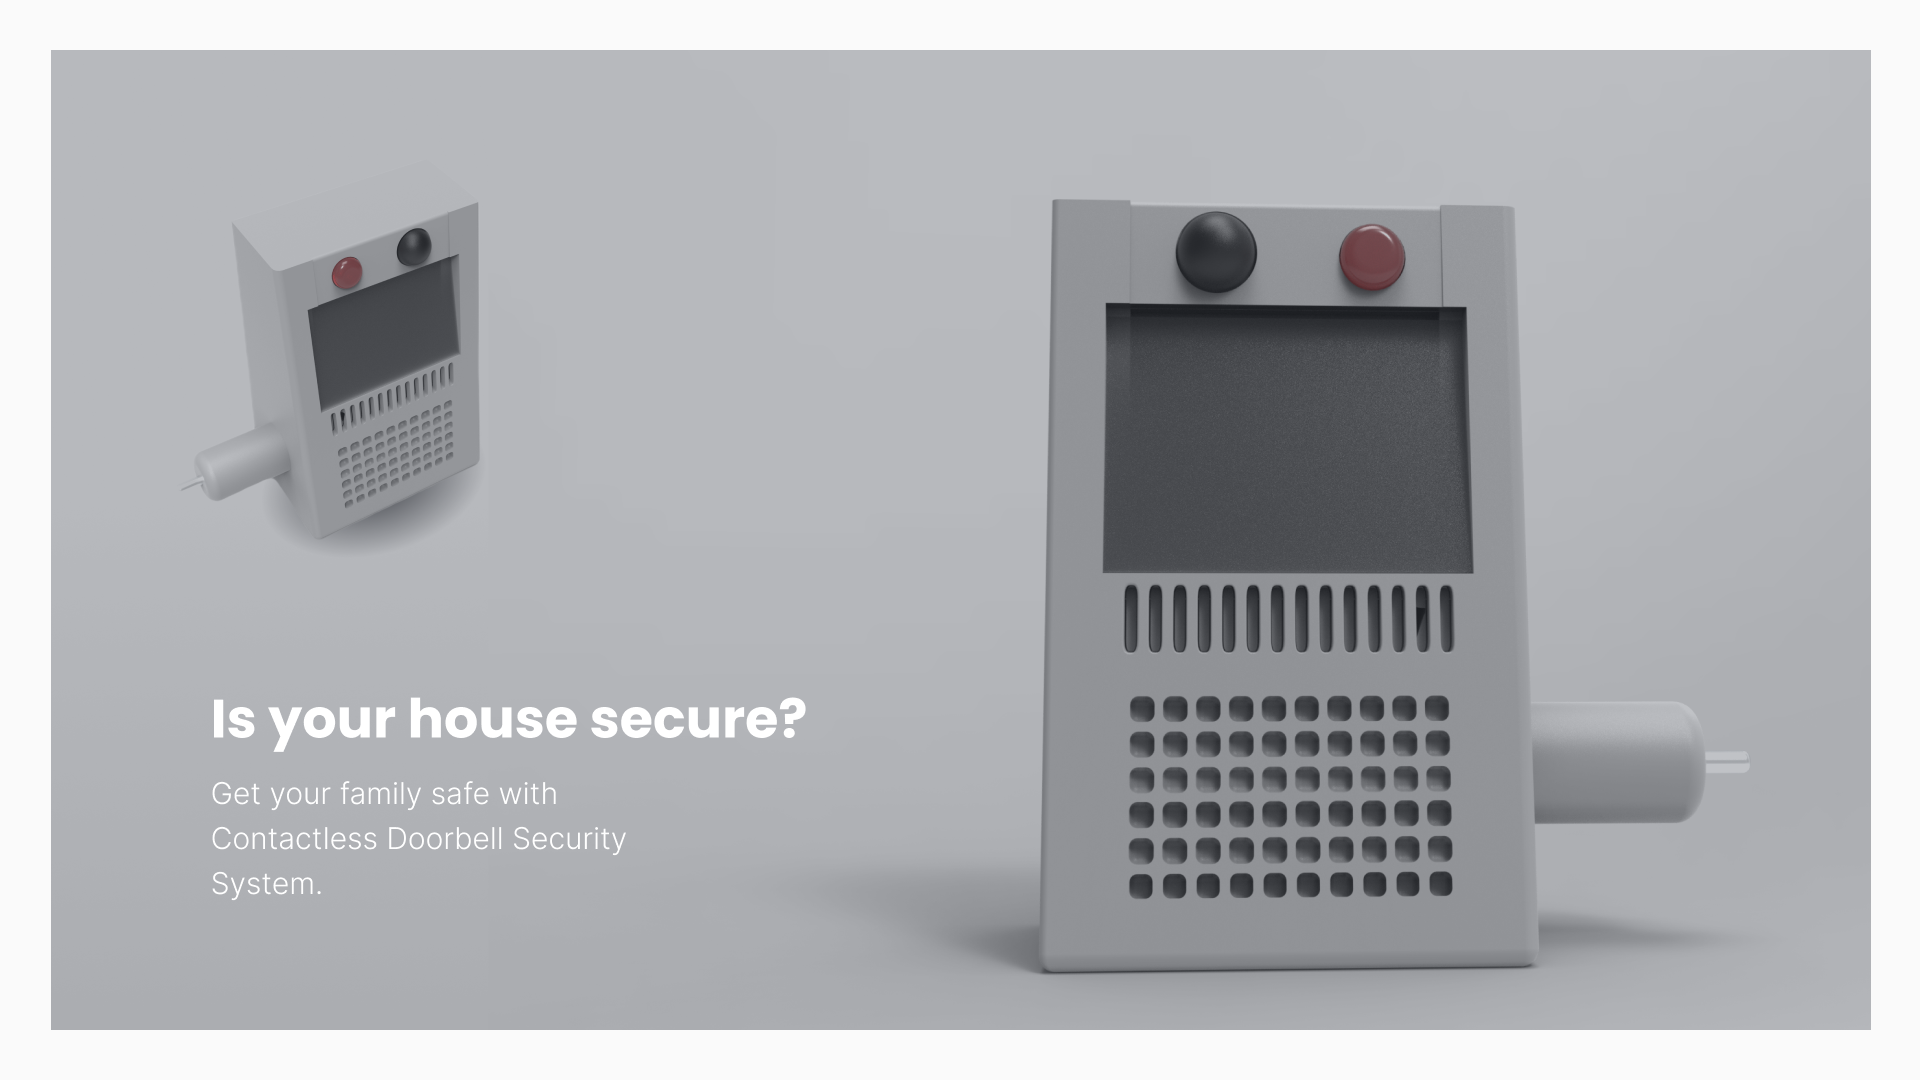 Is your house secure?
Get your family safe with
Contactless Doorbell Security
System.